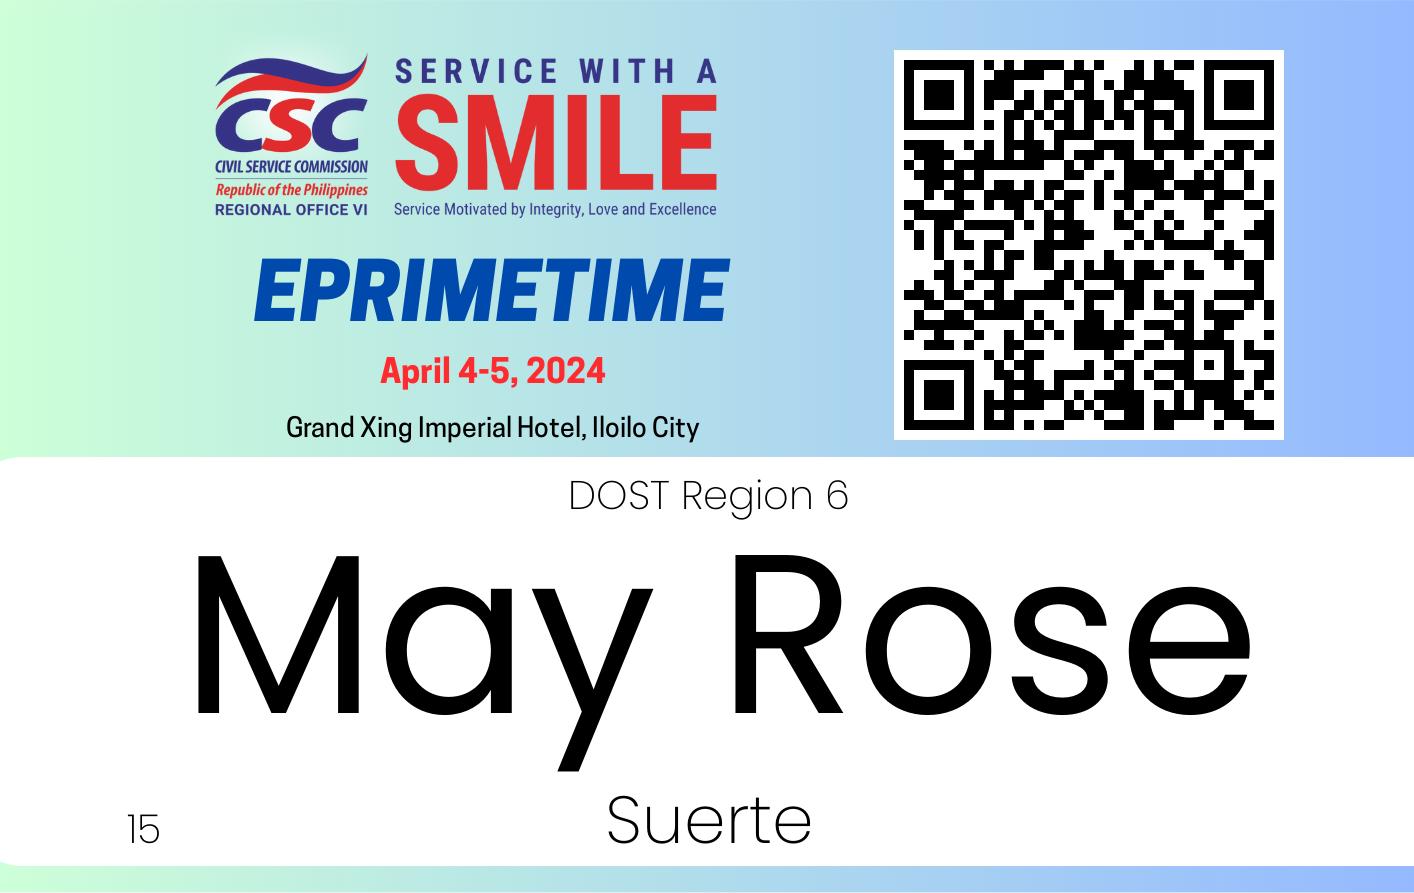 CSC
CIVIL SERVICE COMMISSION
Republic of the Philippines
REGIONAL OFFICE VI
SERVICE WITH A
SMILE
Service Motivated by Integrity, Love and Excellence
EPRIMETIME
April 4-5, 2024
Grand Xing Imperial Hotel, Iloilo City
DOST Region 6
May Rose
Suerte
15